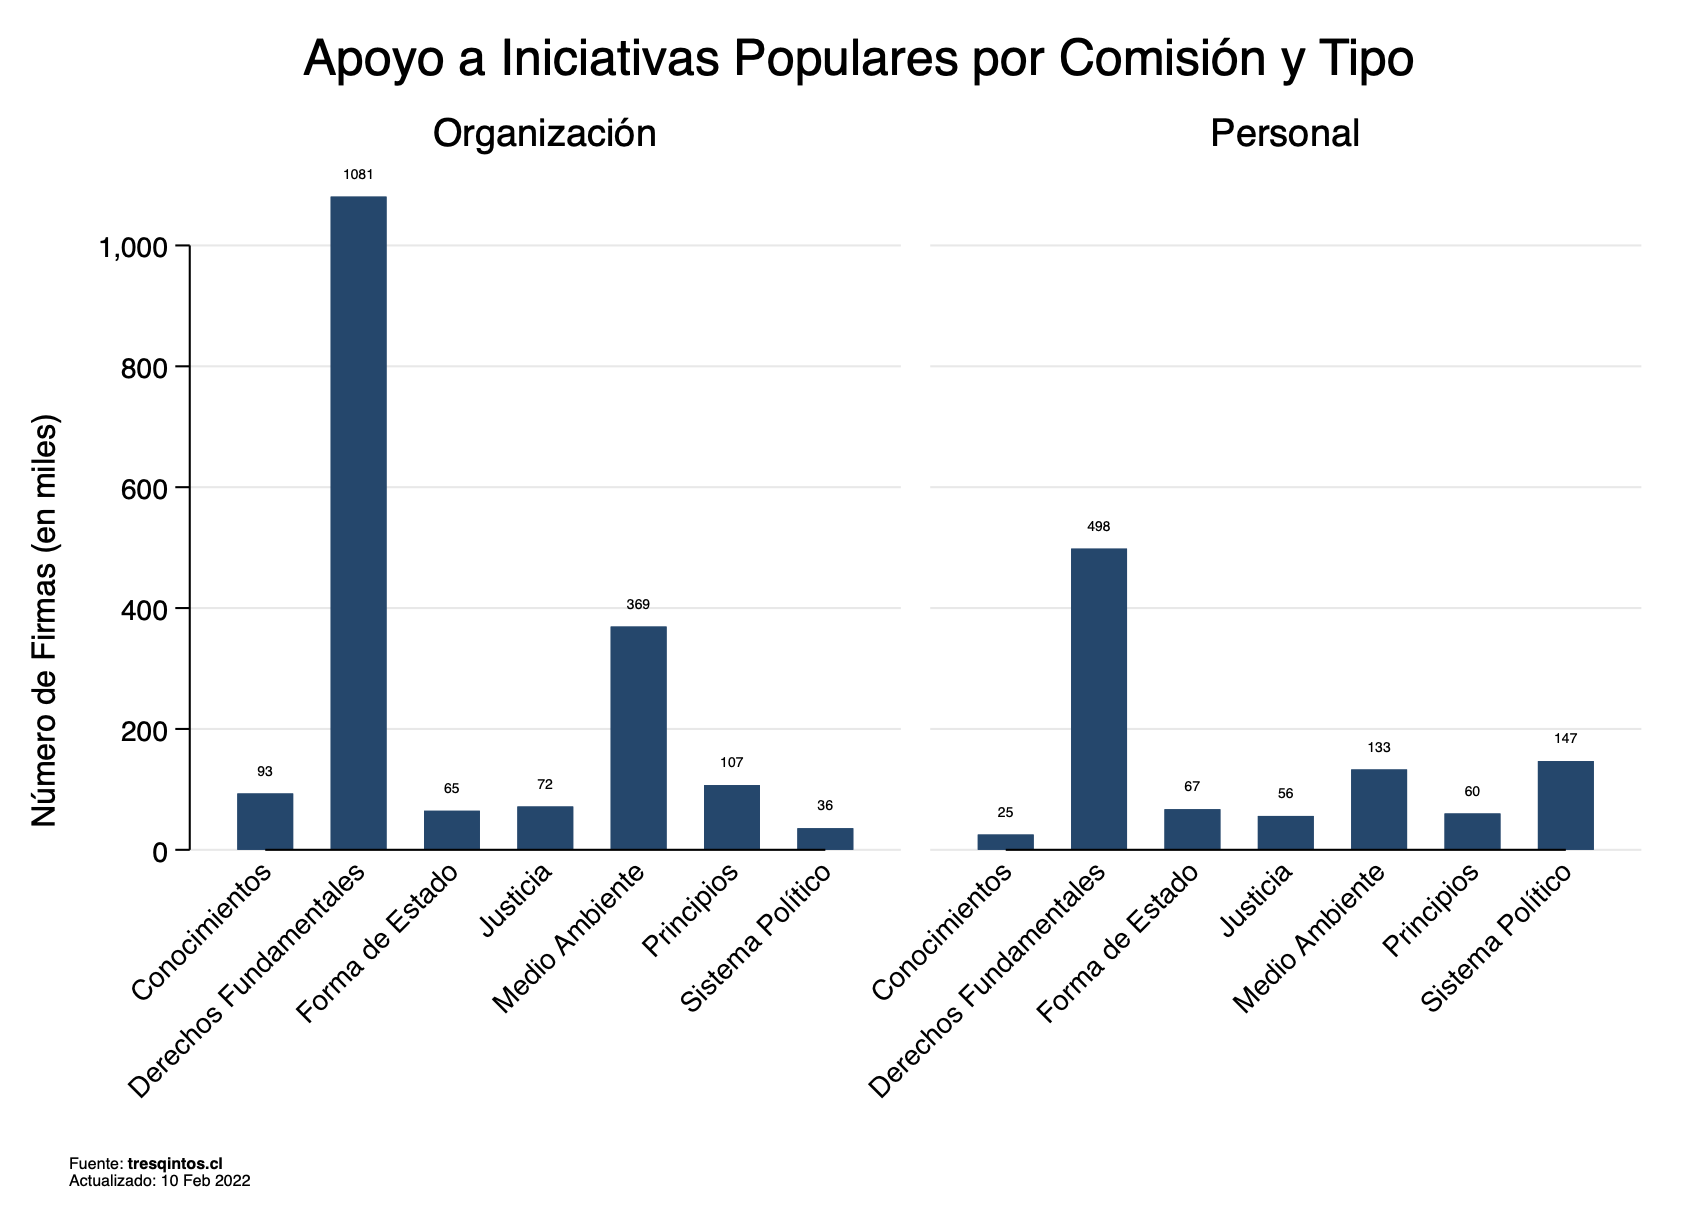 Apoyo a Iniciativas Populares por Comisión y Tipo
Organización
Personal
Número de Firmas (en miles)
1,000
800
600
400
200
0
93
1081
65
72
369
107
36
25
498
67
56
133
60
147
Conocimientos
Derechos Fundamentales
Forma de Estado
Justicia
Medio Ambiente
Principios
Sistema Político
Conocimientos
Derechos Fundamentales
Forma de Estado
Justicia
Medio Ambiente
Principios
Sistema Político
Fuente: tresqintos.cl
Actualizado: 10 Feb 2022